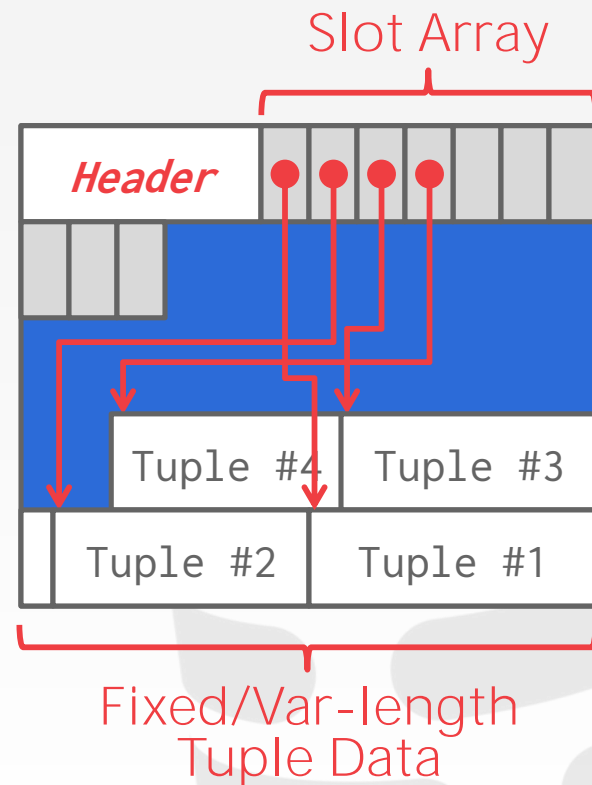 Slot Array
Header
Tuple #4 Tuple #3
Tuple #2 Tuple #1
Fixed/Var-length
Tuple Data